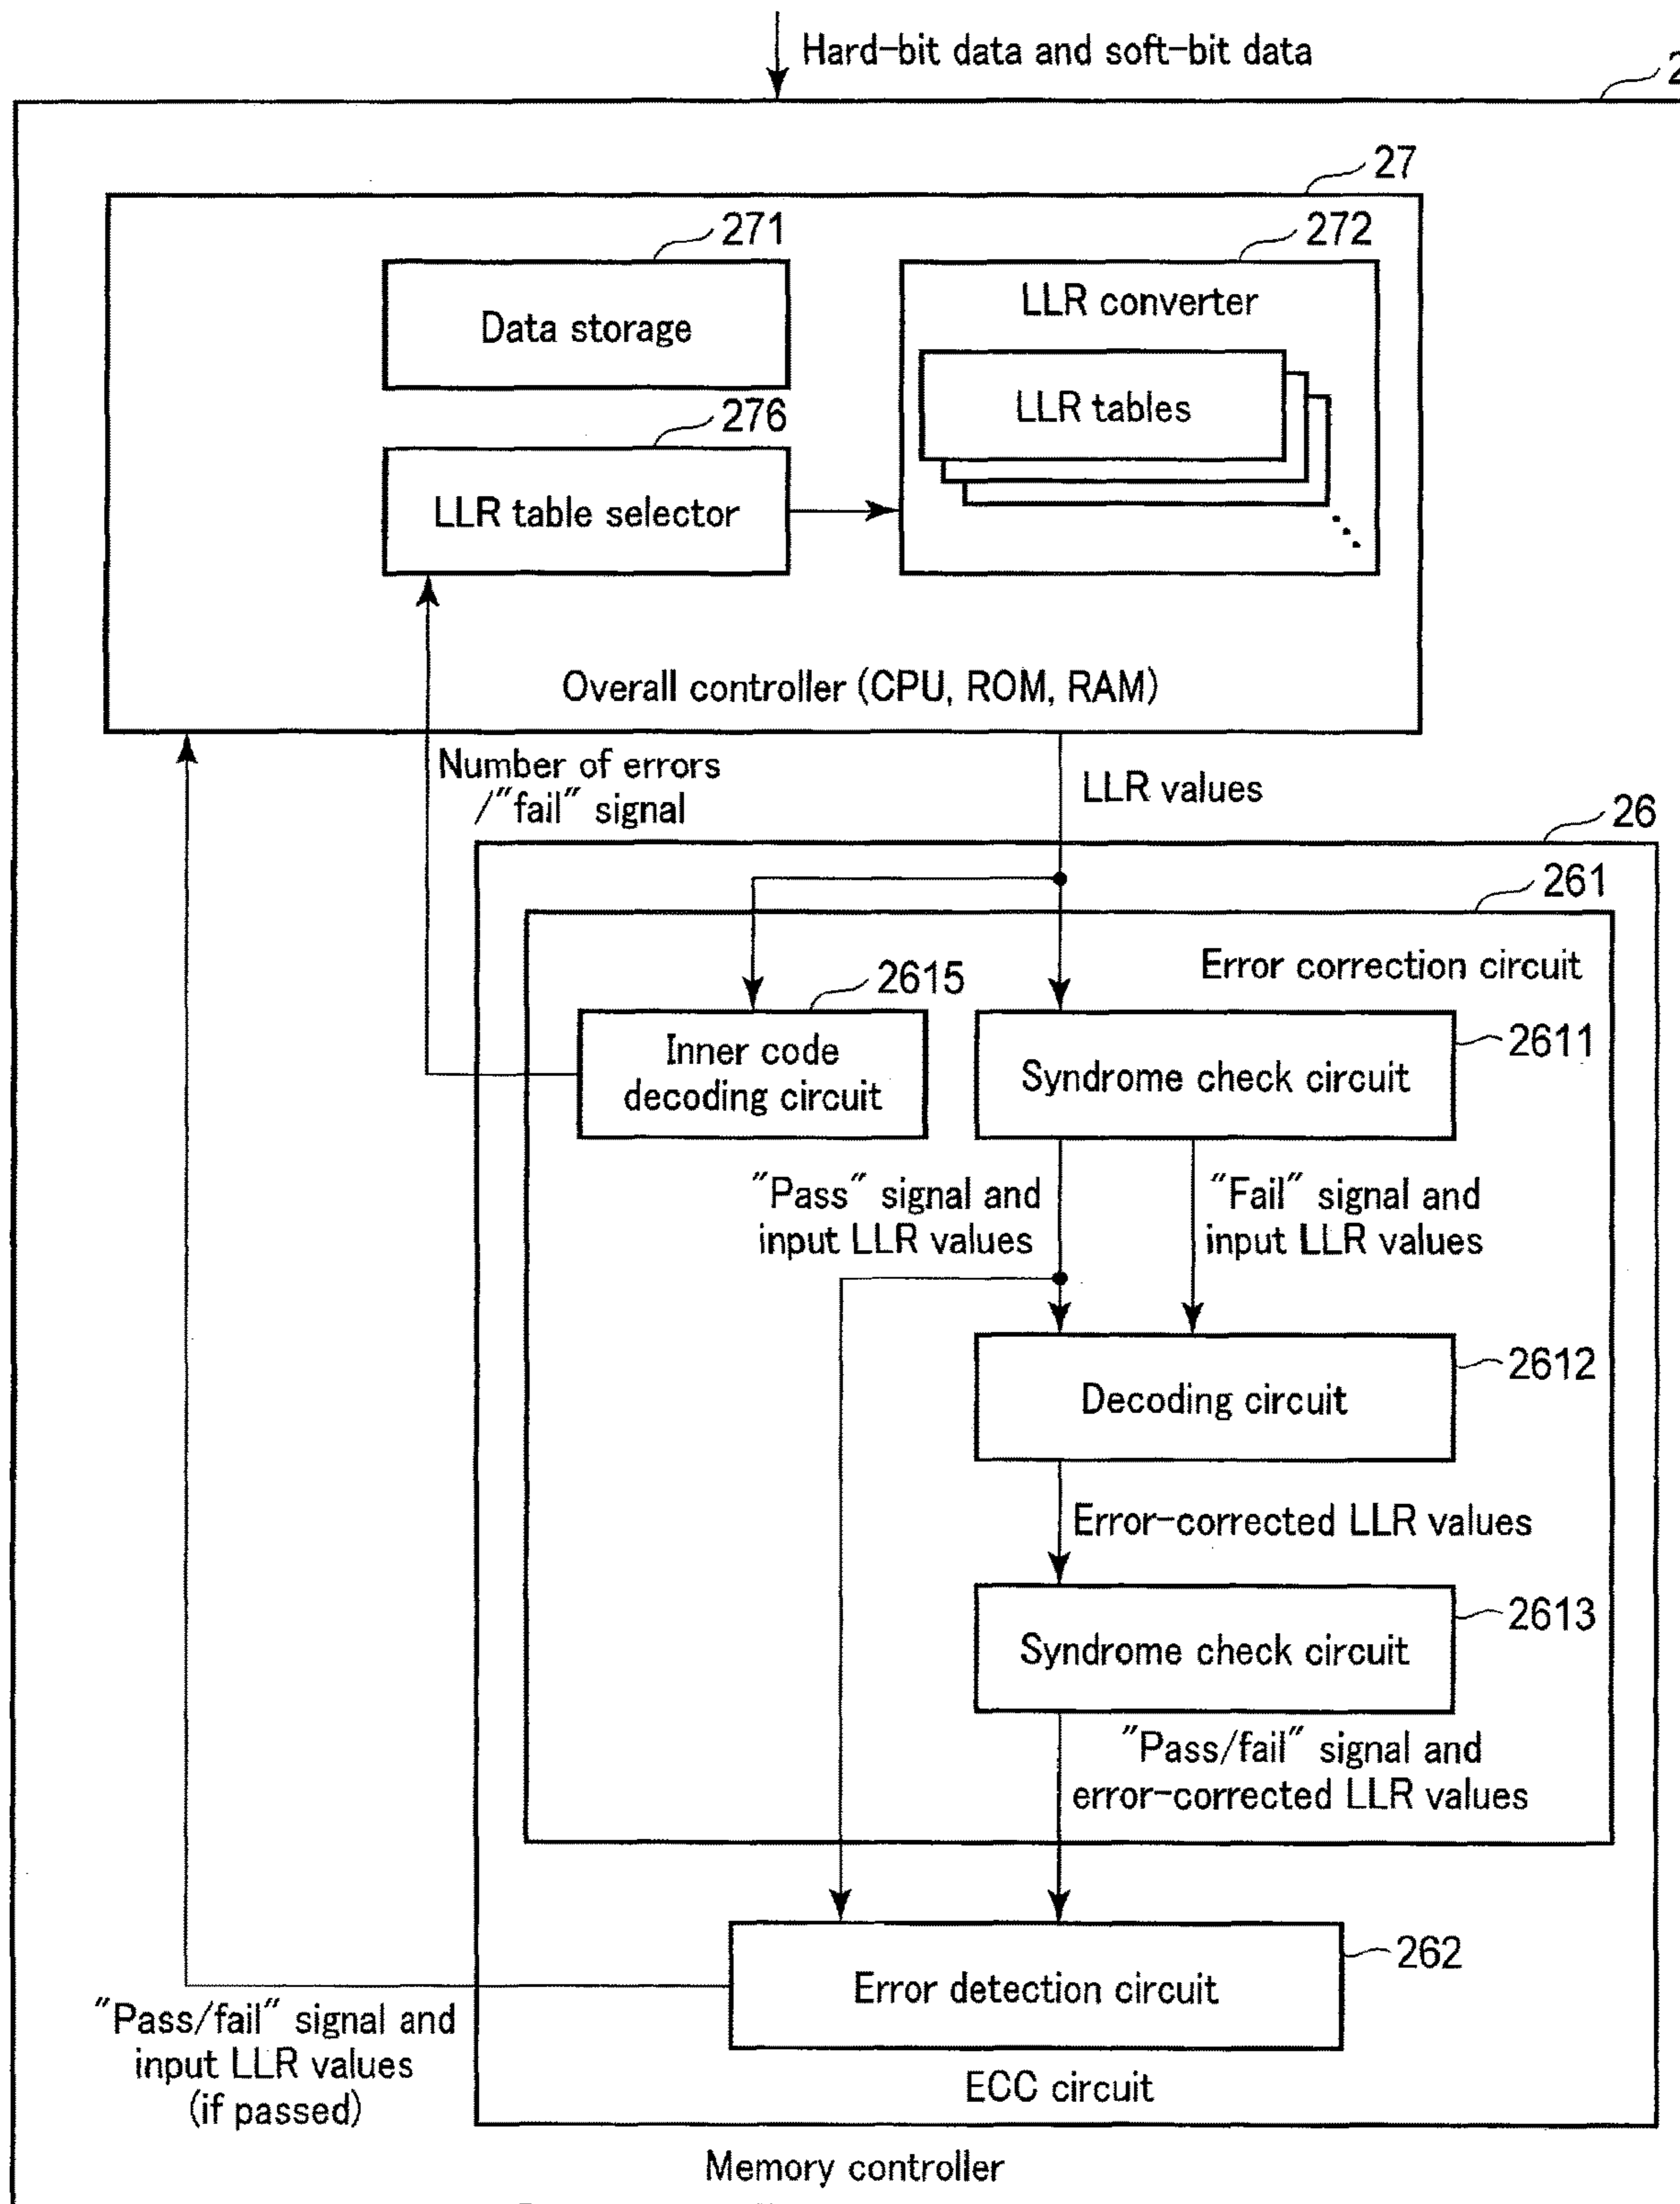 Hard-bit data and soft-bit data
2
27
271
272
Data storage
LLR converter
LLR tables
276
LLR table selector
Overall controller (CPU, ROM, RAM)
Number of errors
/"fail" signal
LLR values
26
261
Error correction circuit
2615
Inner code
decoding circuit
2611
Syndrome check circuit
"Pass" signal and
input LLR values
"Fail" signal and
input LLR values
2612
Decoding circuit
Error-corrected LLR values
2613
Syndrome check circuit
"Pass/fail" signal and
error-corrected LLR values
262
Error detection circuit
"Pass/fail" signal and
input LLR values
(if passed)
ECC circuit
Memory controller